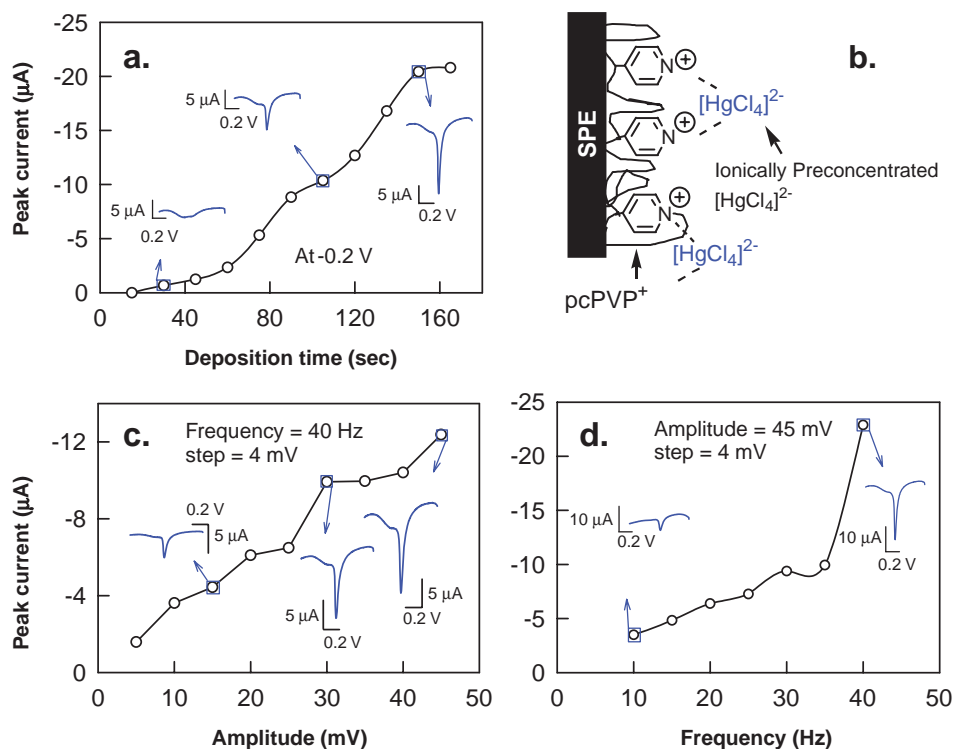 a.
Peak current (µA)
-25
-20
-15
-10
-5
0
5 µA
0.2 V
5 µA
0.2 V
5 µA
0.2 V
At -0.2 V
0 40 80 120 160
Deposition time (sec)
b.
SPE
N +
[HgCl4]2-
N +
Ionically Preconcentrated
[HgCl4]2-
N +
[HgCl4]2-
pcPVP+
c.
Frequency = 40 Hz
step = 4 mV
Peak current (µA)
-12
-8
-4
0
0.2 V
5 µA
5 µA
0.2 V
5 µA
0.2 V
0 10 20 30 40 50
Amplitude (mV)
d.
Amplitude = 45 mV
step = 4 mV
-25
-20
-15
-10
-5
0
10 µA
0.2 V
10 µA
0.2 V
0 10 20 30 40 50
Frequency (Hz)